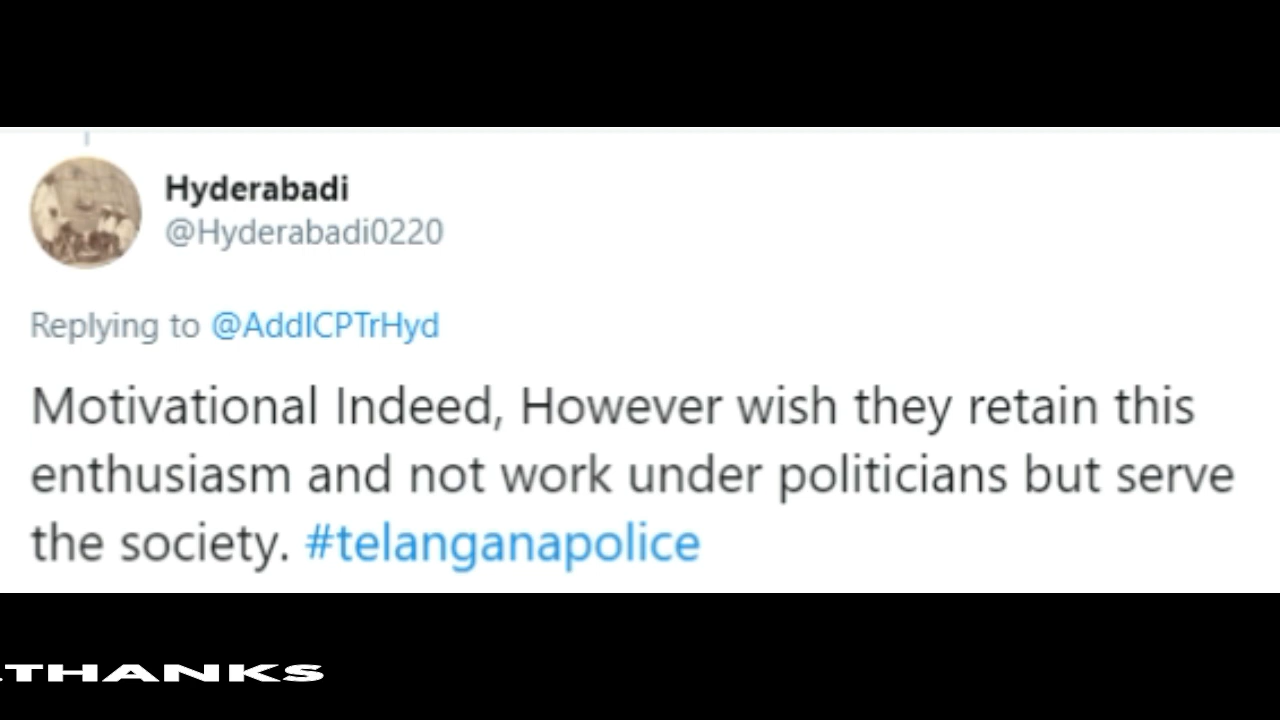 Hyderabadi
@Hyderabadi0220
Replying to @AddlCPTrHyd
Motivational Indeed, However wish they retain this
enthusiasm and not work under politicians but serve
the society. #telanganapolice
THANKS